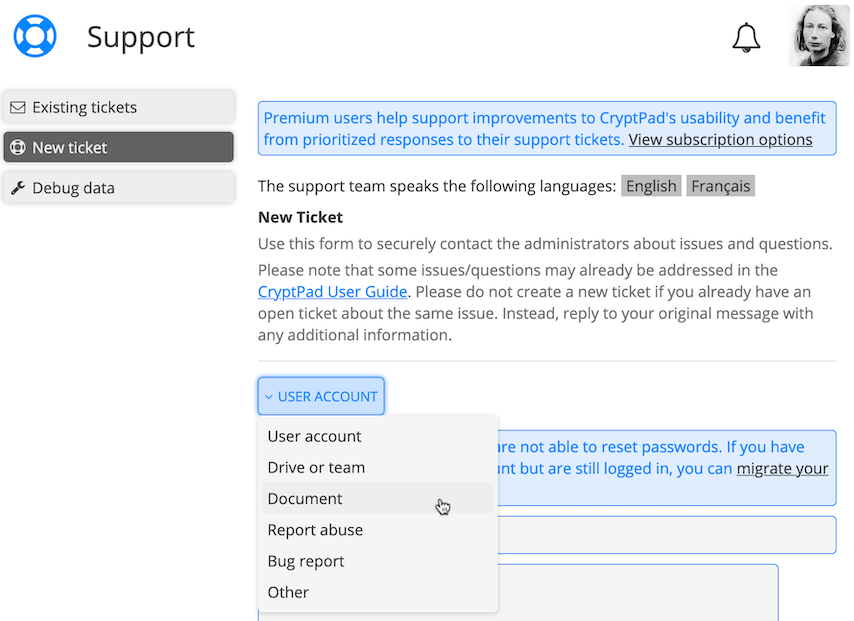 Support
Existing tickets
New ticket
Debug data
Premium users help support improvements to CryptPad's usability and benefit
from prioritized responses to their support tickets. View subscription options
The support team speaks the following languages: English Français
New Ticket
Use this form to securely contact the administrators about issues and questions.
Please note that some issues/questions may already be addressed in the
CryptPad User Guide. Please do not create a new ticket if you already have an
open ticket about the same issue. Instead, reply to your original message with
any additional information.
USER ACCOUNT
User account
Drive or team
Document
Report abuse
Bug report
Other
are not able to reset passwords. If you have
but are still logged in, you can migrate your